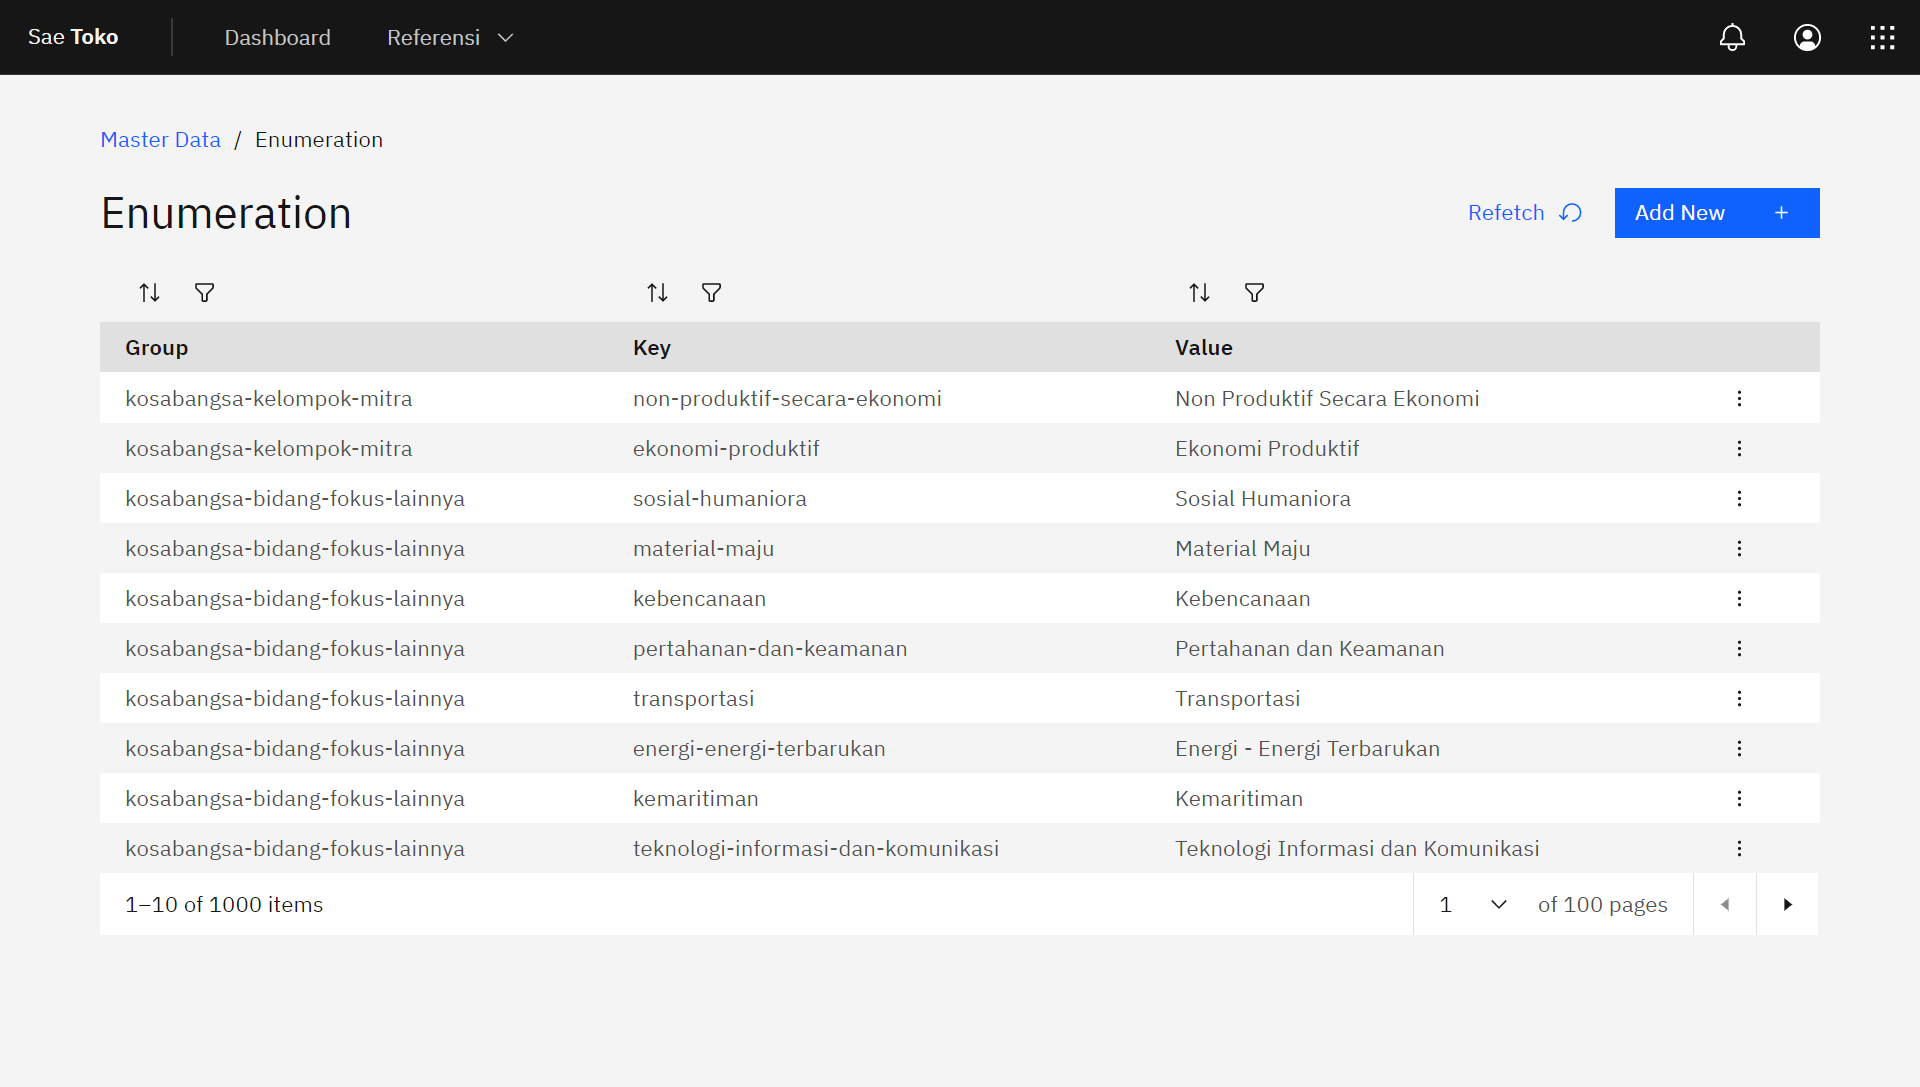 Sae Toko Dashboard Referensi
Master Data / Enumeration
Enumeration Refetch Add New +
Group Key Value
kosabangsa-kelompok-mitra non-produktif-secara-ekonomi Non Produktif Secara Ekonomi
kosabangsa-kelompok-mitra ekonomi-produktif Ekonomi Produktif
kosabangsa-bidang-fokus-lainnya sosial-humaniora Sosial Humaniora
kosabangsa-bidang-fokus-lainnya material-maju Material Maju
kosabangsa-bidang-fokus-lainnya kebencanaan Kebencanaan
kosabangsa-bidang-fokus-lainnya pertahanan-dan-keamanan Pertahanan dan Keamanan
kosabangsa-bidang-fokus-lainnya transportasi Transportasi
kosabangsa-bidang-fokus-lainnya energi-energi-terbarukan Energi - Energi Terbarukan
kosabangsa-bidang-fokus-lainnya kemaritiman Kemaritiman
kosabangsa-bidang-fokus-lainnya teknologi-informasi-dan-komunikasi Teknologi Informasi dan Komunikasi
1–10 of 1000 items 1 of 100 pages